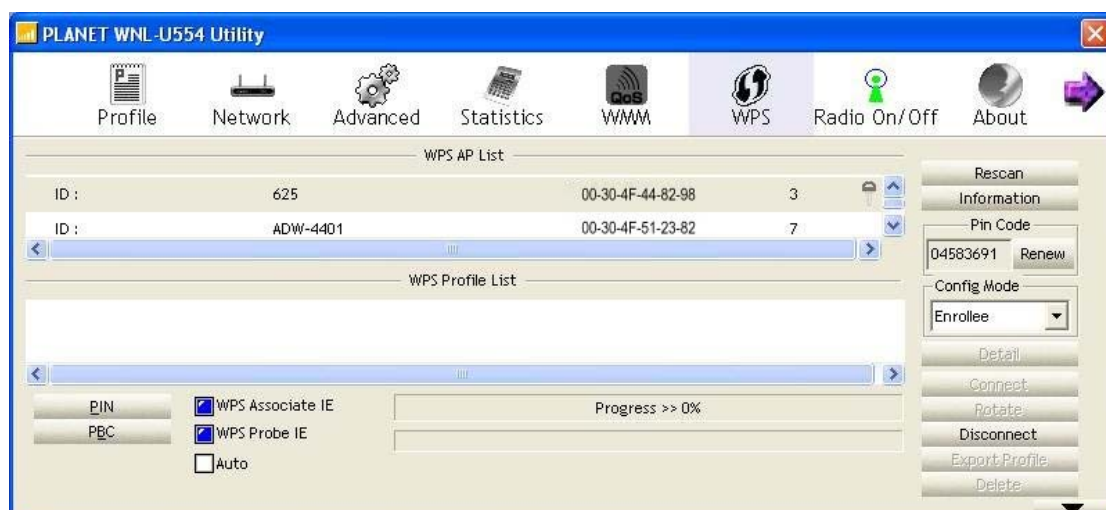 PLANET WNL-U554 Utility
Profile Network Advanced Statistics QoS WMM WPS Radio On/Off About
WPS AP List
ID : 625 00-30-4F-44-82-98 3
ID : ADW-4401 00-30-4F-51-23-82 7
WPS Profile List
Rescan
Information
Pin Code
04583691 Renew
Config Mode
Enrollee
Detail
Connect
Rotate
Disconnect
Export Profile
Delete
PIN
PBC
WPS Associate IE
WPS Probe IE
Auto
Progress >> 0%